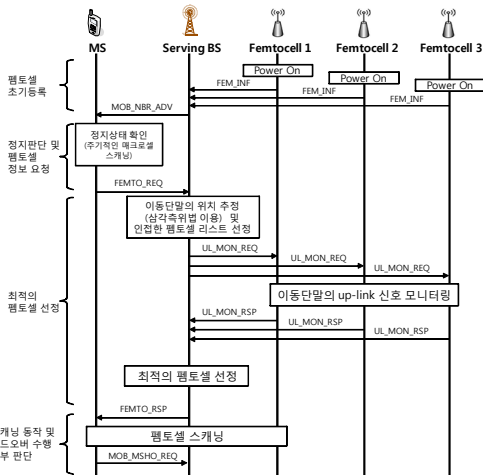 MS
Serving BS
Femtocell 1
Femtocell 2
Femtocell 3
펨토셀
초기등록
Power On
Power On
Power On
FEM_INF
FEM_INF
FEM_INF
MOB_NBR_ADV
정지판단 및
펨토셀
정보 요청
정지상태 확인
(주기적인 매크로셀
스캐닝)
FEMTO_REQ
최적의
펨토셀 선정
이동단말의 위치 추정
(삼각측위법 이용) 및
인접한 펨토셀 리스트 선정
UL_MON_REQ
UL_MON_REQ
UL_MON_REQ
이동단말의 up-link 신호 모니터링
UL_MON_RSP
UL_MON_RSP
UL_MON_RSP
최적의 펨토셀 선정
FEMTO_RSP
캐닝 동작 및
드오버 수행
부 판단
펨토셀 스캐닝
MOB_MSHO_REQ